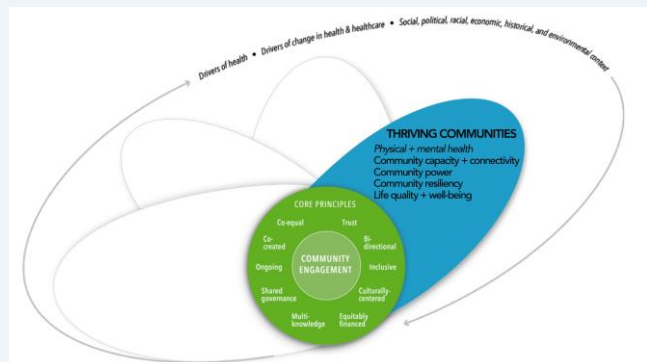 Drivers of health • Drivers of change in health & healthcare • Social, political, racial, economic, historical, and environmental context
THRIVING COMMUNITIES
Physical + mental health
Community capacity + connectivity
Community power
Community resiliency
Life quality + well-being
CORE PRINCIPLES
Co-equal
Trust
Co-
created
Bi-
directional
COMMUNITY
ENGAGEMENT
Ongoing
Inclusive
Shared
governance
Culturally-
centered
Multi-
knowledge
Equitably
financed